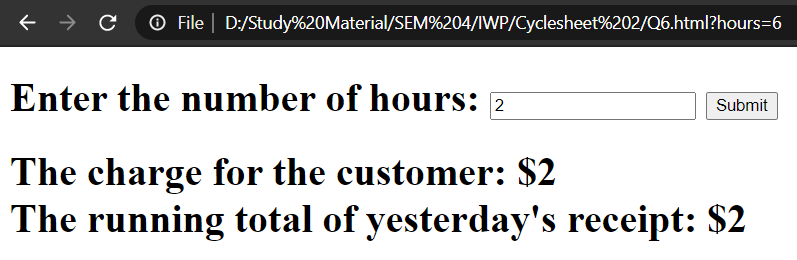 File | D:/Study%20Material/SEM%204/IWP/Cyclesheet%202/Q6.html?hours=6
Enter the number of hours: 2 Submit
The charge for the customer: $2
The running total of yesterday's receipt: $2